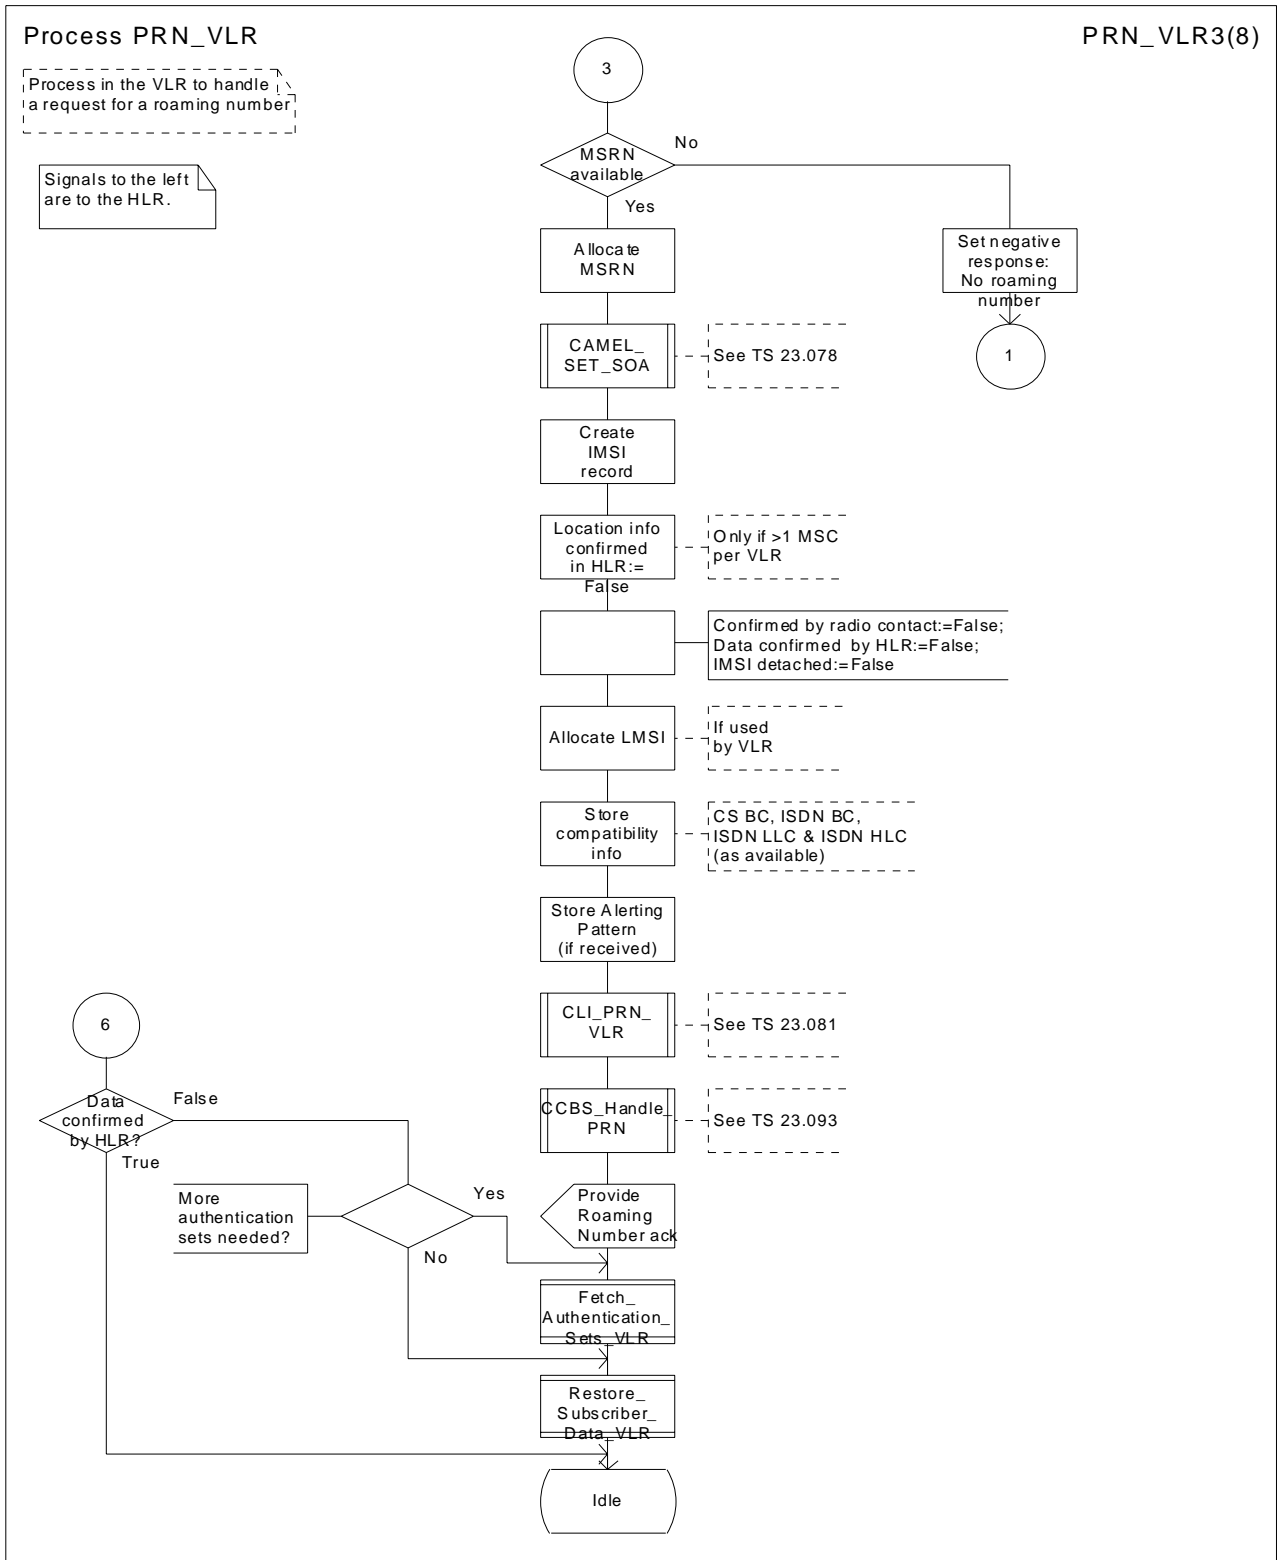 Process PRN_VLR
PRN_VLR3(8)
Process in the VLR to handle
a request for a roaming number
Signals to the left
are to the HLR.
3
MSRN
available
No
Yes
Allocate
MSRN
Set negative
response:
No roaming
number
1
CAMEL_
SET_SOA
See TS 23.078
Create
IMSI
record
Location info
confirmed
in HLR:=
False
Only if >1 MSC
per VLR
Confirmed by radio contact:=False;
Data confirmed by HLR:=False;
IMSI detached:=False
Allocate LMSI
If used
by VLR
Store
compatibility
info
CS BC, ISDN BC,
ISDN LLC & ISDN HLC
(as available)
Store Alerting
Pattern
(if received)
CLI_PRN_
VLR
See TS 23.081
6
Data
confirmed
by HLR?
False
True
CCBS_Handle_
PRN
See TS 23.093
More
authentication
sets needed?
Yes
No
Provide
Roaming
Number ack
Fetch_
Authentication_
Sets_VLR
Restore_
Subscriber_
Data_VLR
Idle